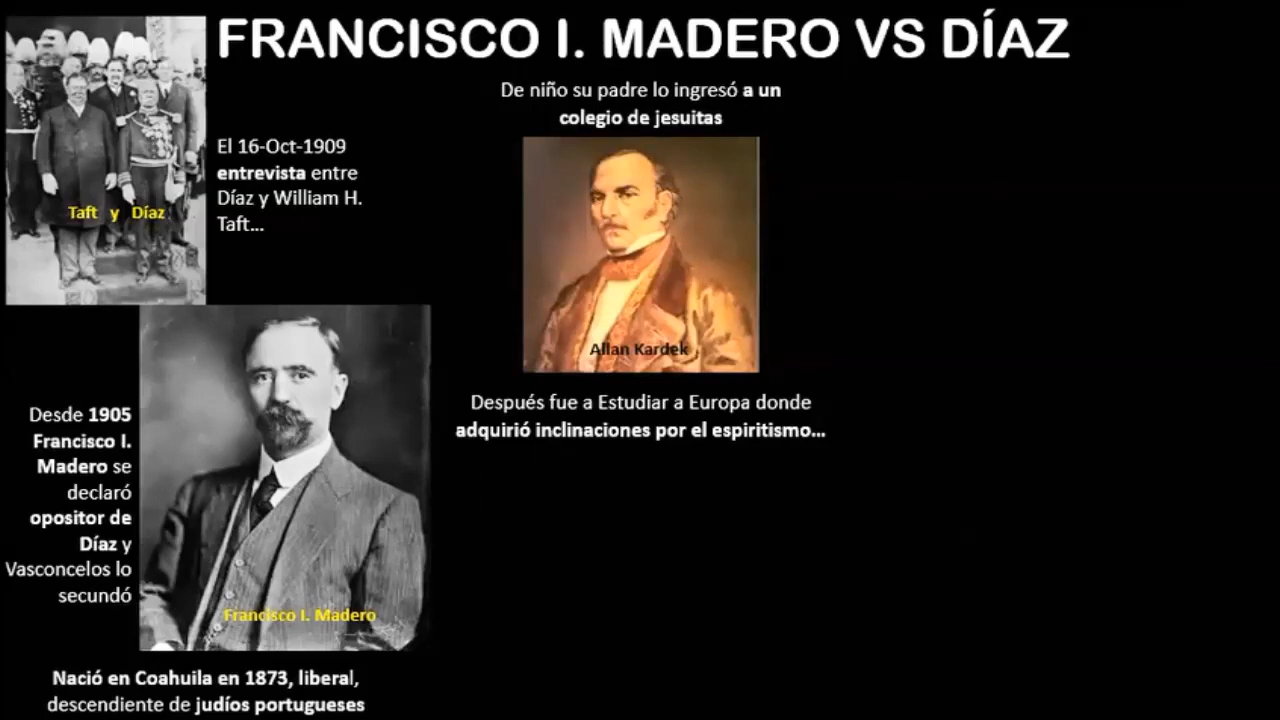 FRANCISCO I. MADERO VS DÍAZ
De niño su padre lo ingresó a un
colegio de jesuitas
El 16-Oct-1909
entrevista entre
Díaz y William H.
Taft...
Taft y Díaz
Allan Kardek
Después fue a Estudiar a Europa donde
adquirió inclinaciones por el espiritismo...
Desde 1905
Francisco I.
Madero se
declaró
opositor de
Díaz y
Vasconcelos lo
secundó
Francisco I. Madero
Nació en Coahuila en 1873, liberal,
descendiente de judíos portugueses